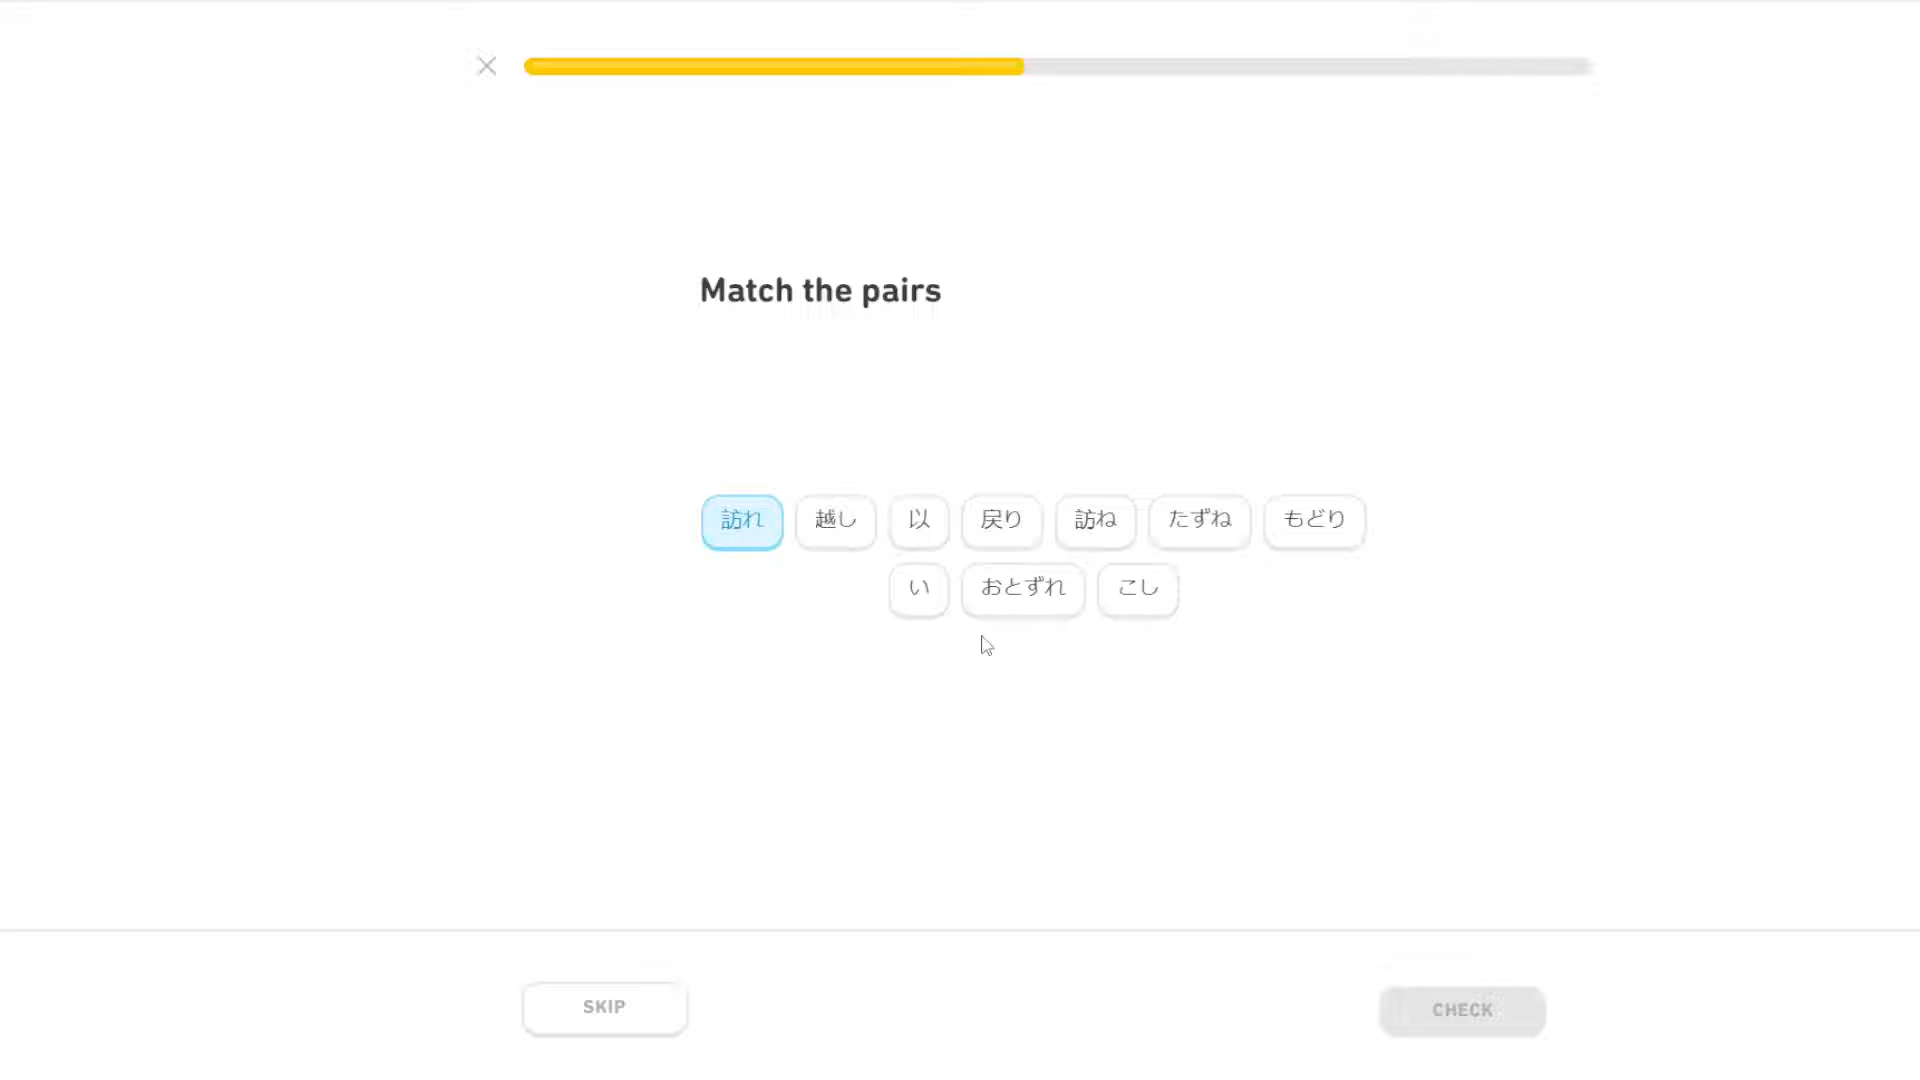 Match the pairs
訪れ 越し 以 戻り 訪ね たずね もどり
い おとずれ こし
SKIP CHECK